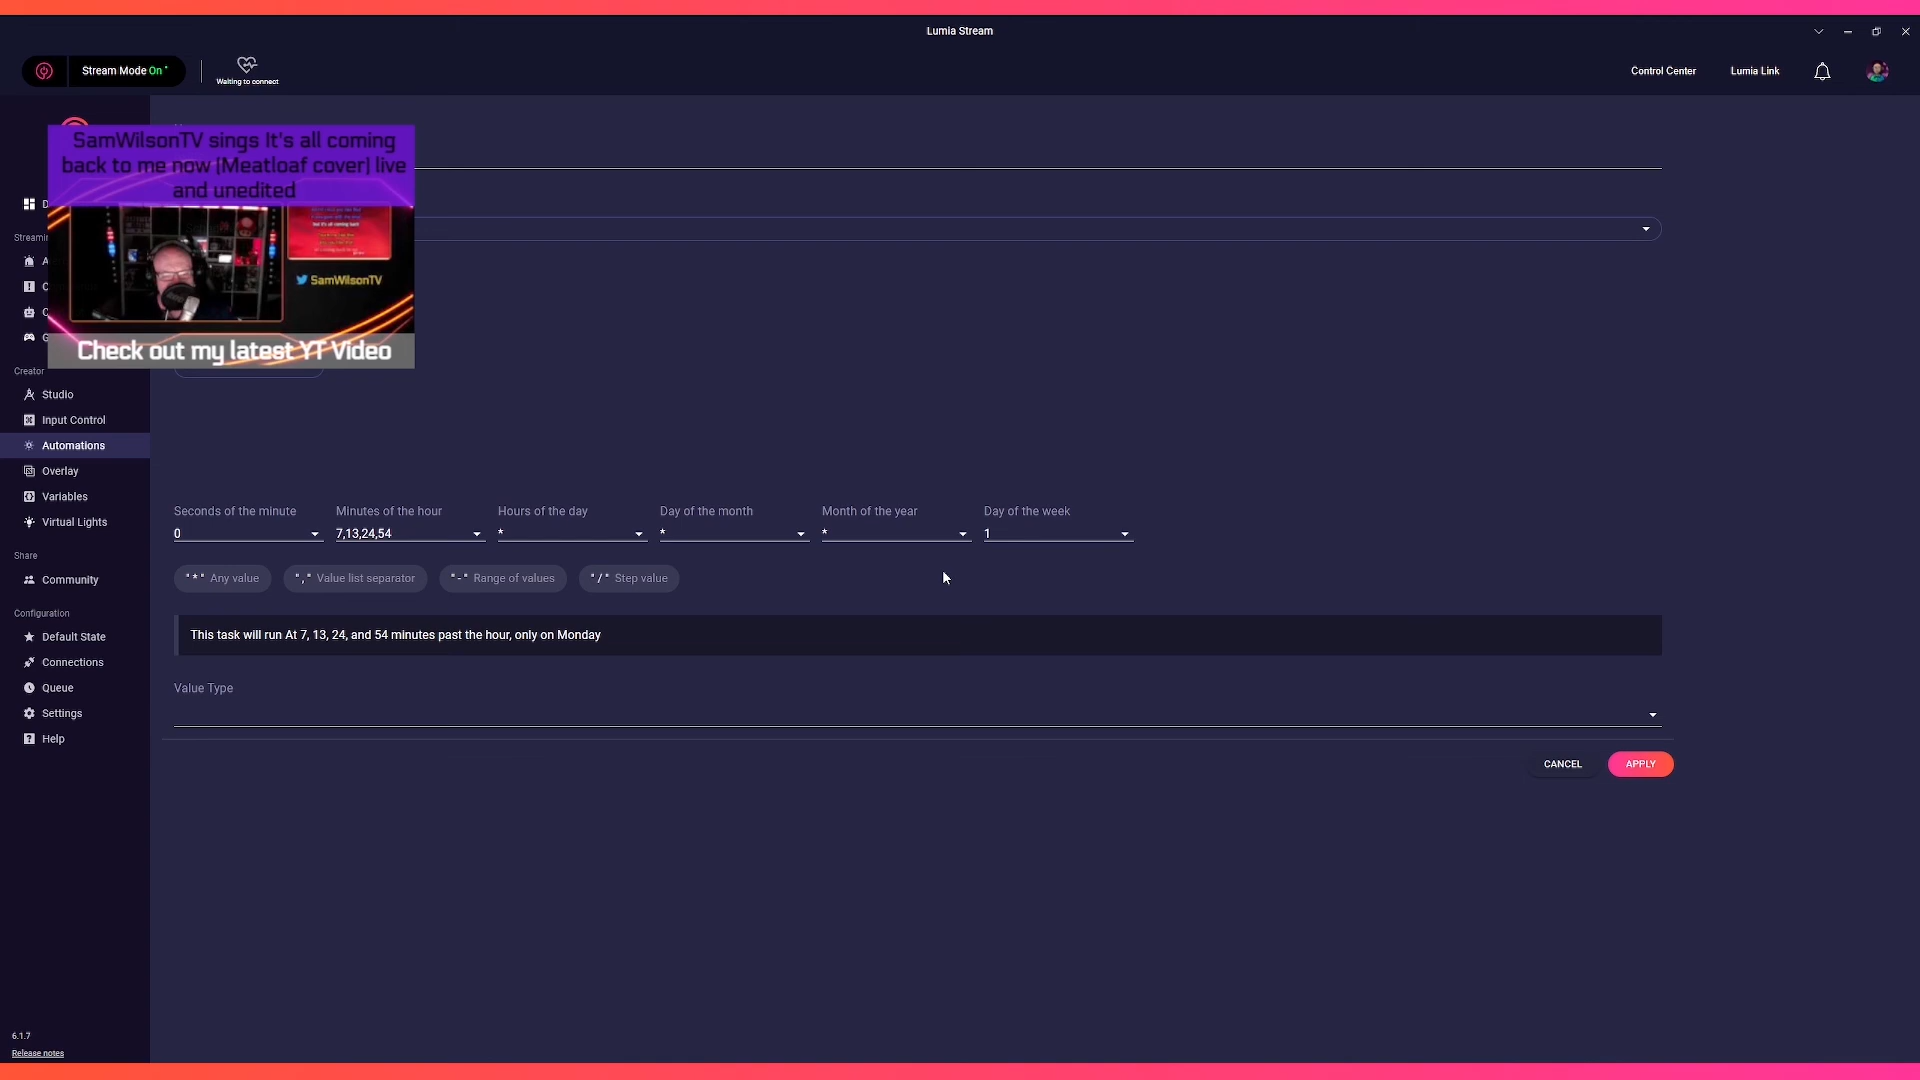 Lumia Stream
Stream Mode On
Waiting to connect
Control Center
Lumia Link
SamWilsonTV sings It's all coming
back to me now (Meatloaf cover) live
and unedited
SamWilsonTV
Check out my latest YT Video
D
Streamin
A
C
C
G
Creator
Studio
Input Control
Automations
Overlay
Variables
Virtual Lights
Share
Community
Configuration
Default State
Connections
Queue
Settings
Help
6.1.7
Release notes
Seconds of the minute
0
Minutes of the hour
7,13,24,54
Hours of the day
*
Day of the month
*
Month of the year
*
Day of the week
1
"*" Any value
"," Value list separator
"-" Range of values
"/" Step value
This task will run At 7, 13, 24, and 54 minutes past the hour, only on Monday
Value Type
CANCEL
APPLY